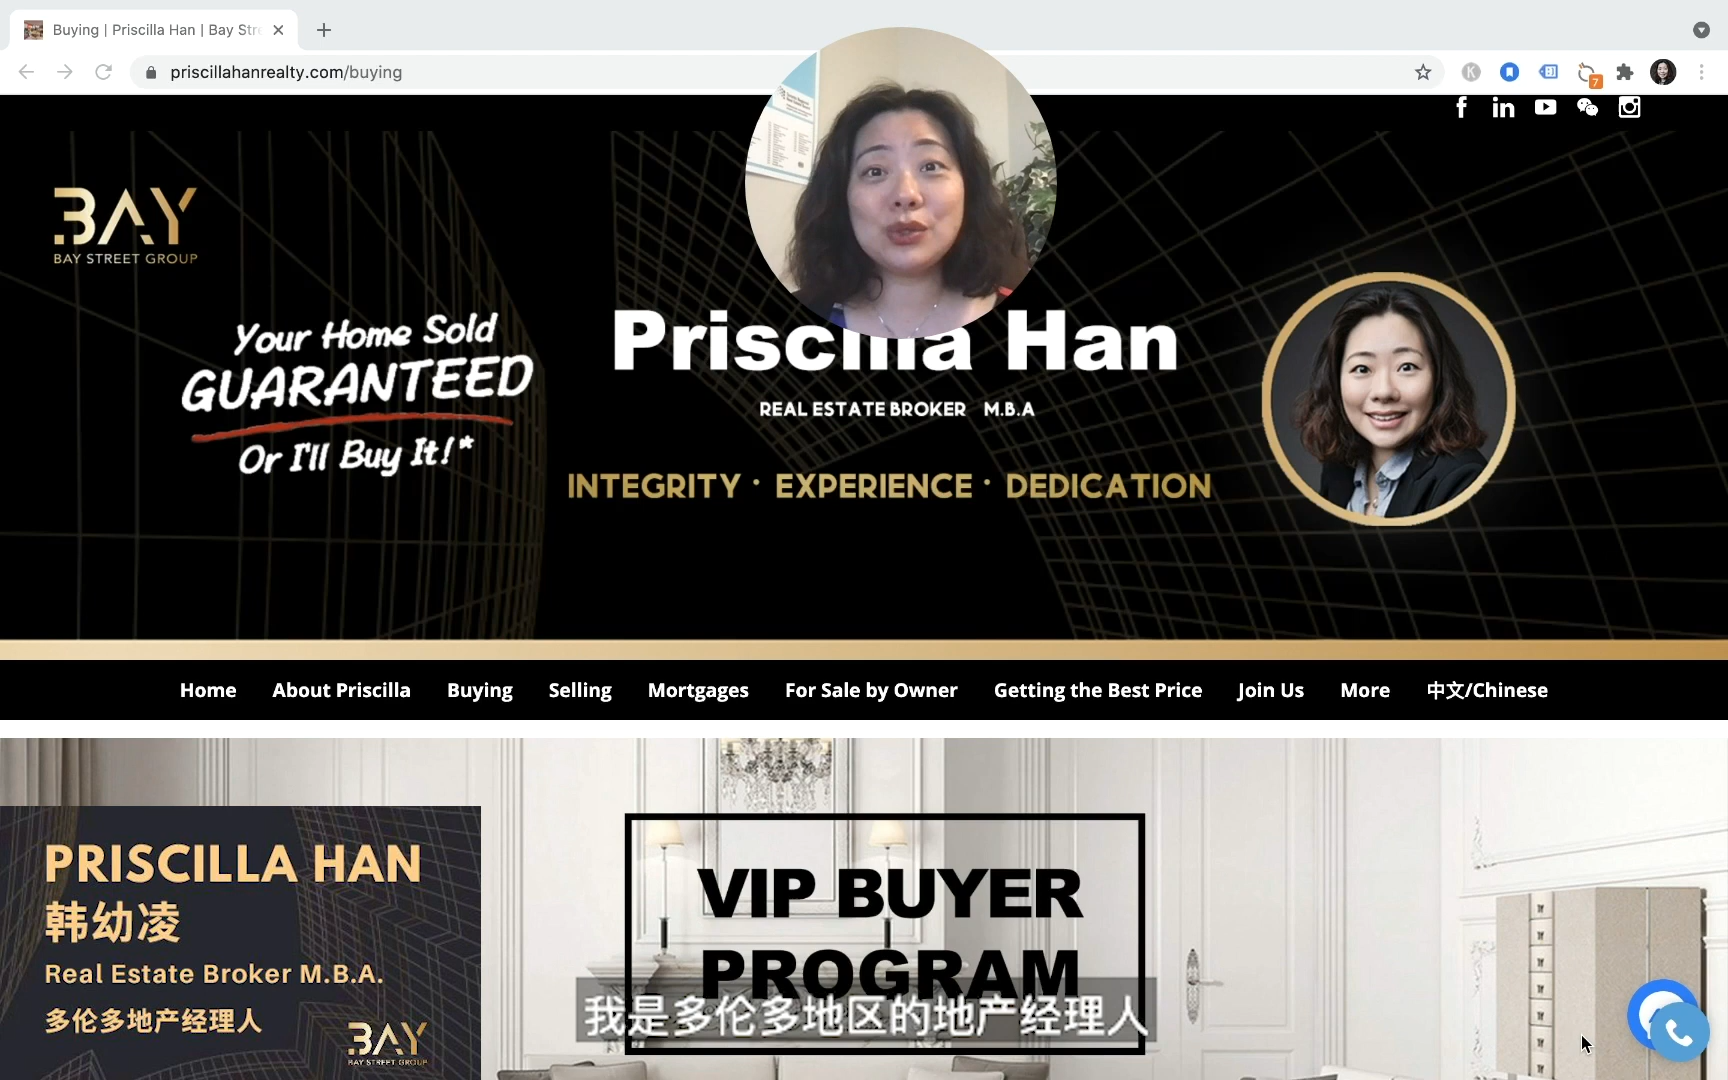 Buying | Priscilla Han | Bay Stre
priscillahanrealty.com/buying
7
BAY
BAY STREET GROUP
Your Home Sold
GUARANTEED
Or I'll Buy It!*
Priscilla Han
REAL ESTATE BROKER M.B.A
INTEGRITY · EXPERIENCE · DEDICATION
Home About Priscilla Buying Selling Mortgages For Sale by Owner Getting the Best Price Join Us More 中文/Chinese
PRISCILLA HAN
韩幼凌
Real Estate Broker M.B.A.
多伦多地产经理人
BAY
BAY STREET GROUP
VIP BUYER
PROGRAM
我是多伦多地区的地产经理人